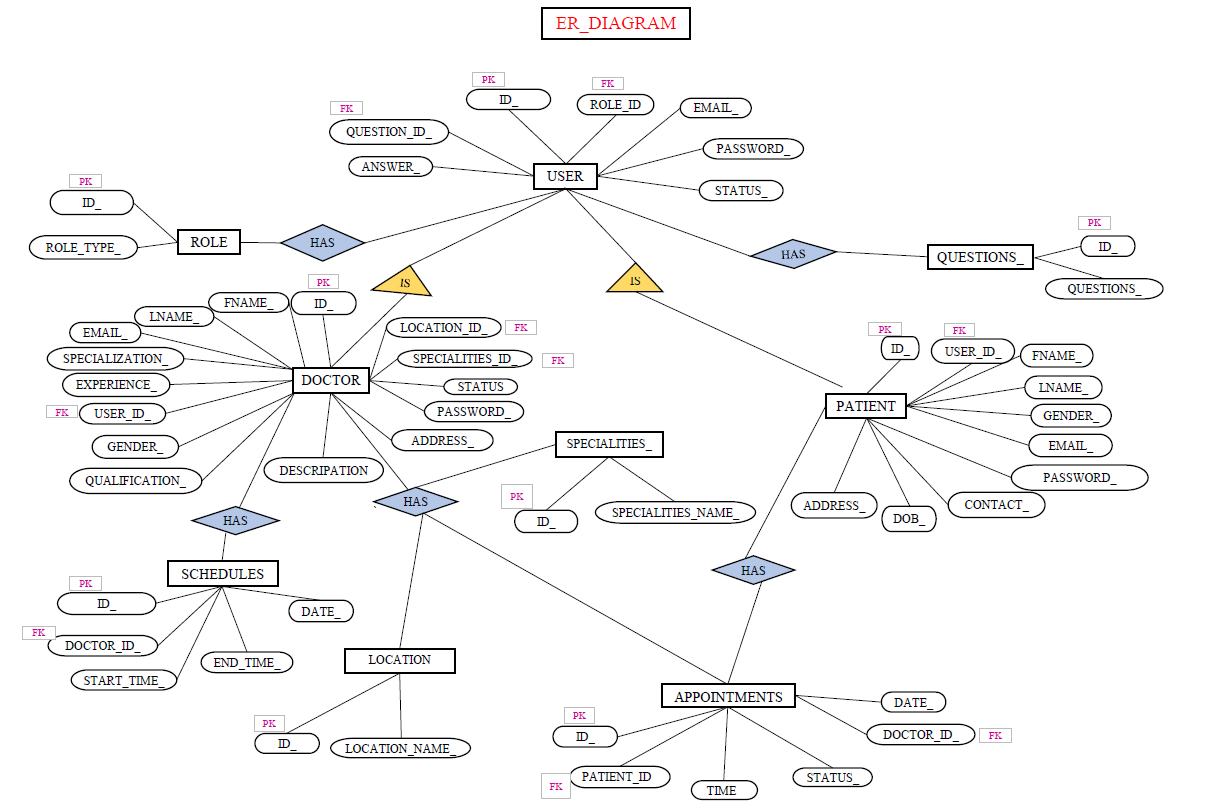 ER_DIAGRAM
PK
FK
ID_
ROLE_ID
EMAIL_
FK
QUESTION_ID_
PASSWORD_
ANSWER_
USER
STATUS_
PK
ID_
ROLE_TYPE_
ROLE
HAS
HAS
PK
ID_
QUESTIONS_
QUESTIONS_
IS
IS
PK
ID_
FNAME_
LNAME_
EMAIL_
SPECIALIZATION_
EXPERIENCE_
FK
USER_ID_
GENDER_
QUALIFICATION_
DOCTOR
LOCATION_ID_
FK
SPECIALITIES_ID_
FK
STATUS
PASSWORD_
ADDRESS_
DESCRIPATION
PK
ID_
FK
USER_ID_
FNAME_
LNAME_
PATIENT
GENDER_
EMAIL_
PASSWORD_
CONTACT_
DOB_
ADDRESS_
SPECIALITIES_
PK
ID_
SPECIALITIES_NAME_
HAS
HAS
HAS
SCHEDULES
PK
ID_
DATE_
FK
DOCTOR_ID_
END_TIME_
START_TIME_
LOCATION
PK
ID_
LOCATION_NAME_
APPOINTMENTS
DATE_
DOCTOR_ID_
FK
PK
ID_
FK
PATIENT_ID
TIME
STATUS_